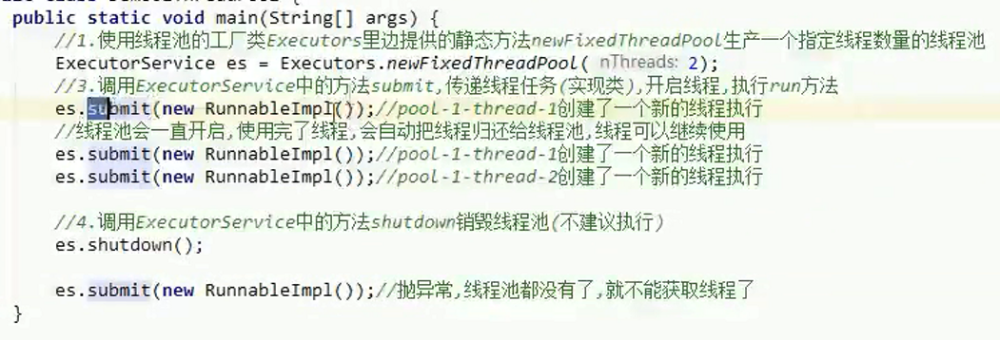 public static void main(String[] args) {
//1.使用线程池的工厂类Executors里边提供的静态方法newFixedThreadPool生产一个指定线程数量的线程池
ExecutorService es = Executors.newFixedThreadPool( nThreads: 2);
//3.调用ExecutorService中的方法submit,传递线程任务(实现类),开启线程,执行run方法
es.submit(new RunnableImpl());//pool-1-thread-1创建了一个新的线程执行
//线程池会一直开启,使用完了线程,会自动把线程归还给线程池,线程可以继续使用
es.submit(new RunnableImpl());//pool-1-thread-1创建了一个新的线程执行
es.submit(new RunnableImpl());//pool-1-thread-2创建了一个新的线程执行
//4.调用ExecutorService中的方法shutdown销毁线程池(不建议执行)
es.shutdown();
es.submit(new RunnableImpl());//抛异常,线程池都没有了,就不能获取线程了
}